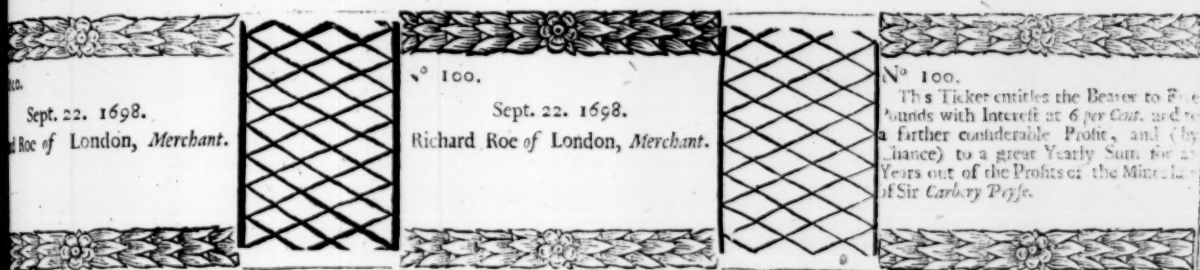 100.
Sept. 22. 1698.
Roe of London, Merchant.
No 100.
Sept. 22. 1698.
Richard Roe of London, Merchant.
No 100.
This Ticket entitles the Bearer to
Pounds with Interest at 6 per Cent. and to
a farther considerable Profit, and (by
Chance) to a great Yearly Sum for
Years out of the Profits of the Mines
of Sir Carbery Pryse.